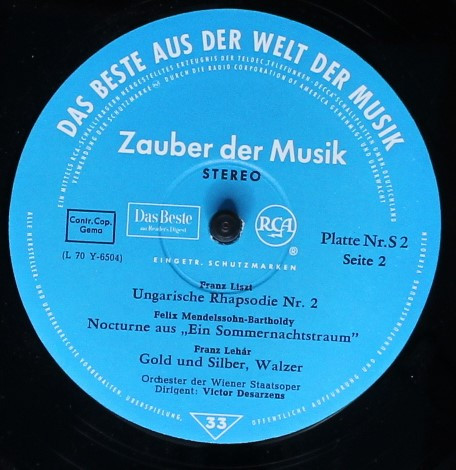 DAS BESTE AUS DER WELT DER MUSIK
Zauber der Musik
STEREO
Contr. Cop.
Gema
Das Beste
aus Reader's Digest
RCA
®
Platte Nr. S 2
Seite 2
(L 70 Y-6504)
EINGETR. SCHUTZMARKEN
Franz Liszt
Ungarische Rhapsodie Nr. 2
Felix Mendelssohn-Bartholdy
Nocturne aus „Ein Sommernachtstraum”
Franz Lehár
Gold und Silber, Walzer
Orchester der Wiener Staatsoper
Dirigent: Victor Desarzens
33